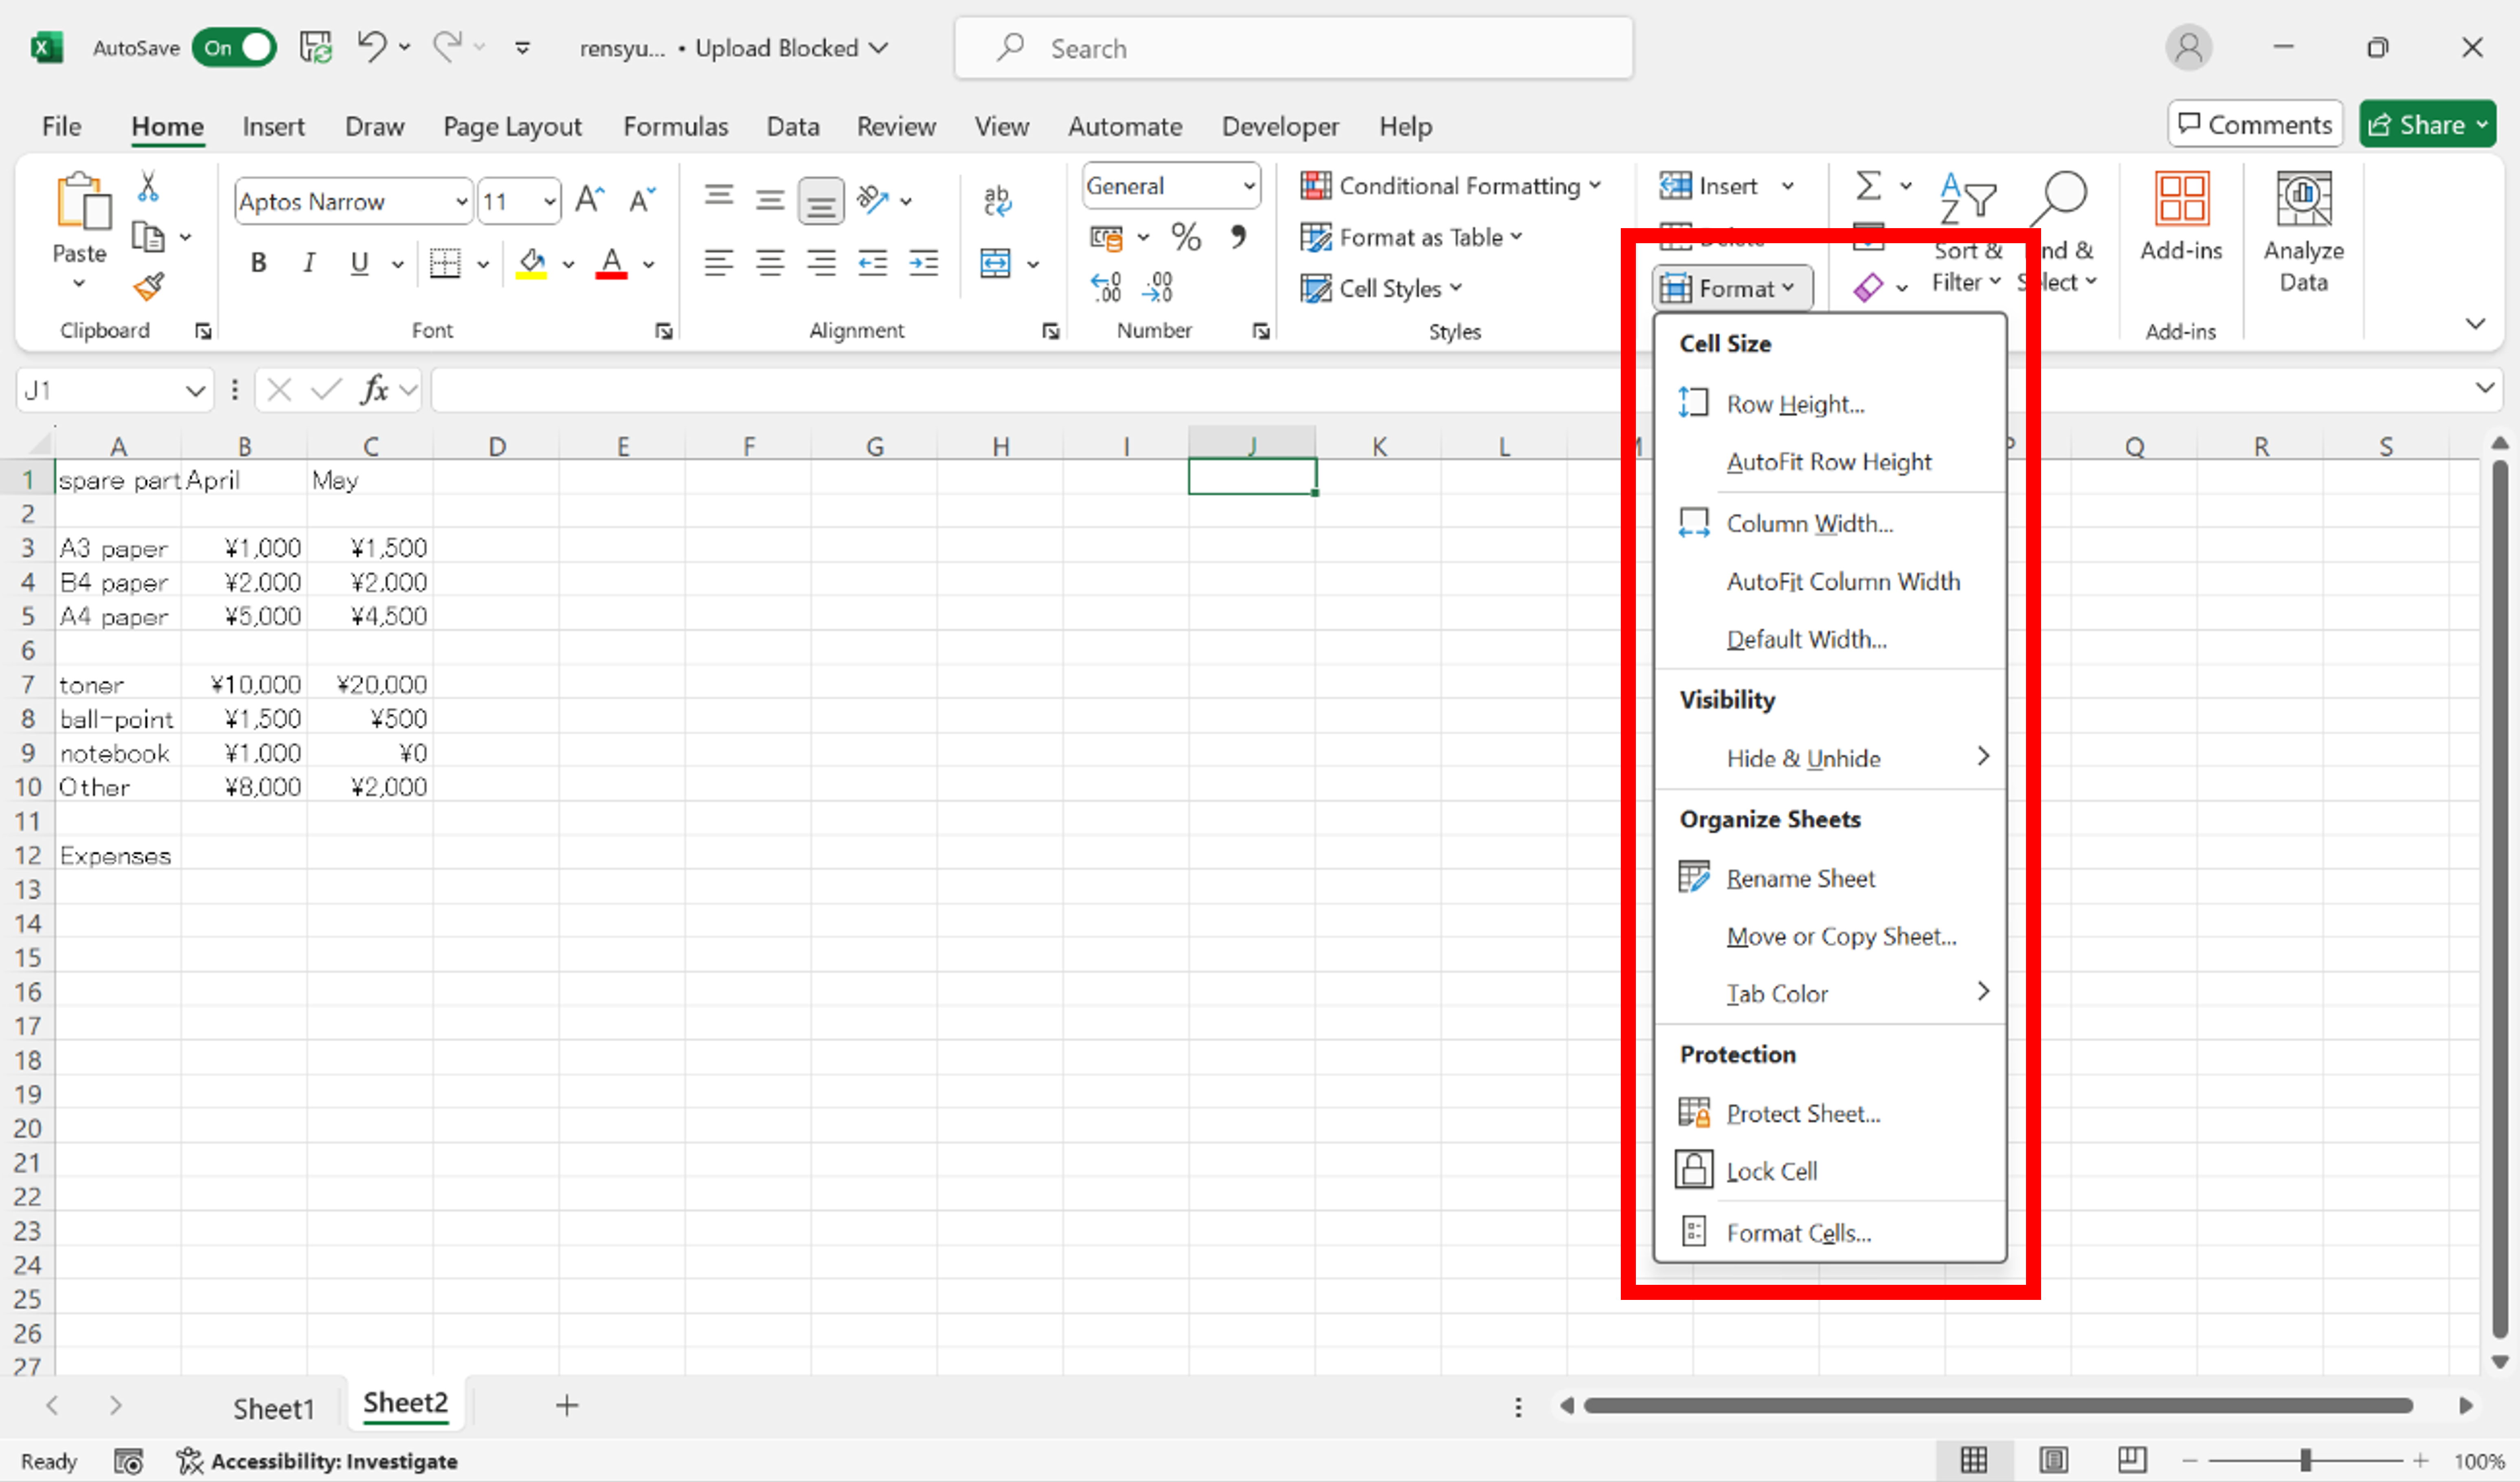 AutoSave On rensyu... • Upload Blocked Search
File Home Insert Draw Page Layout Formulas Data Review View Automate Developer Help Comments Share
Paste
Clipboard
Aptos Narrow 11
B I U A
Font
ab
Alignment
General
% 9
Number
Conditional Formatting
Format as Table
Cell Styles
Styles
Insert
Format
Sort &
Filter
Add-ins
Add-ins
Analyze
Data
J1 fx
A B C D E F G H I J K L Q R S
1 spare part April May
2
3 A3 paper ¥1,000 ¥1,500
4 B4 paper ¥2,000 ¥2,000
5 A4 paper ¥5,000 ¥4,500
6
7 toner ¥10,000 ¥20,000
8 ball-point ¥1,500 ¥500
9 notebook ¥1,000 ¥0
10 Other ¥8,000 ¥2,000
11
12 Expenses
13
14
15
16
17
18
19
20
21
22
23
24
25
26
27
Cell Size
Row Height...
AutoFit Row Height
Column Width...
AutoFit Column Width
Default Width...
Visibility
Hide & Unhide
Organize Sheets
Rename Sheet
Move or Copy Sheet...
Tab Color
Protection
Protect Sheet...
Lock Cell
Format Cells...
Sheet1 Sheet2
Ready Accessibility: Investigate 100%